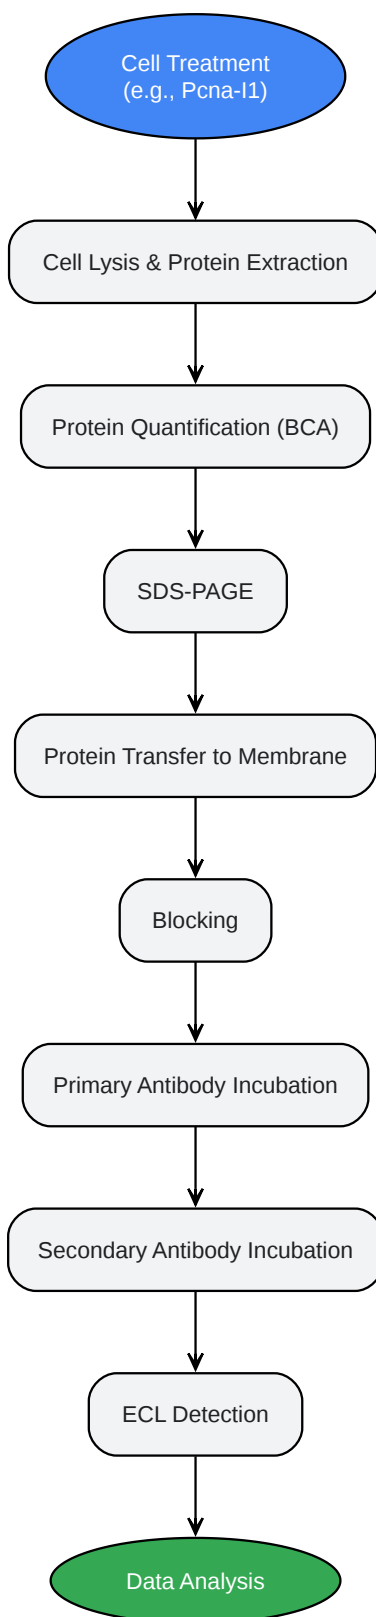 Cell Treatment
(e.g., Pcna-I1)
Cell Lysis & Protein Extraction
Protein Quantification (BCA)
SDS-PAGE
Protein Transfer to Membrane
Blocking
Primary Antibody Incubation
Secondary Antibody Incubation
ECL Detection
Data Analysis